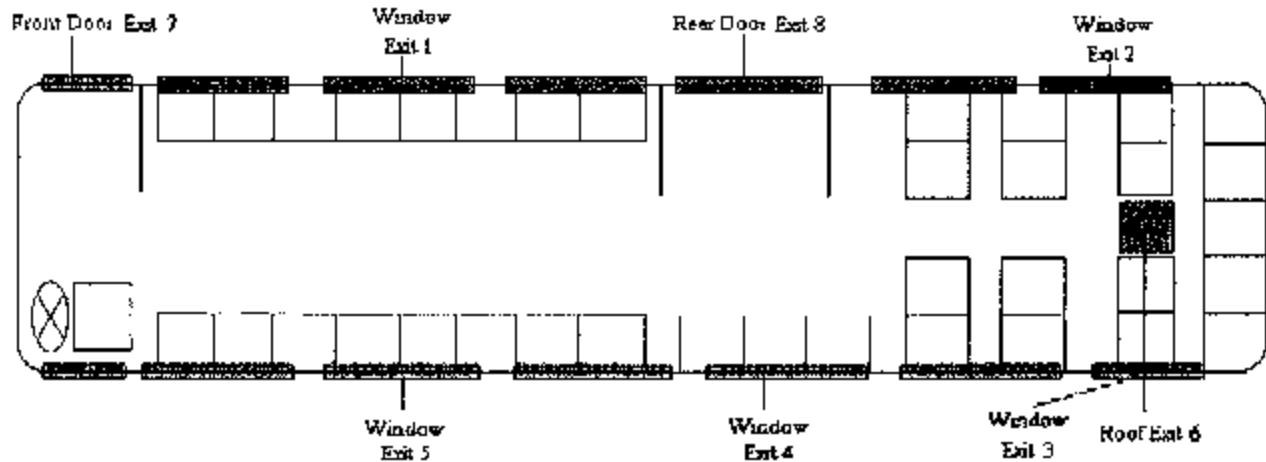 Front Door Exit 7
Window
Exit 1
Rear Door Exit 8
Window
Exit 2
Window
Exit 5
Window
Exit 4
Window
Exit 3
Roof Exit 6